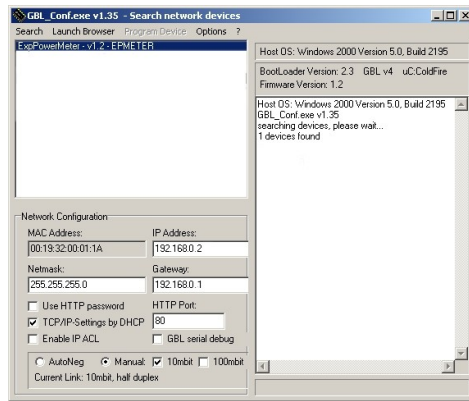 GBL_Conf.exe v1.35 - Search network devices
Search Launch Browser Program Device Options ?
ExpPowerMeter - v1.2 - EPMETER
Host OS: Windows 2000 Version 5.0, Build 2195
BootLoader Version: 2.3 GBL v4 uC:ColdFire
Firmware Version: 1.2
Host OS: Windows 2000 Version 5.0, Build 2195
GBL_Conf.exe v1.35
searching devices, please wait...
1 devices found
Network Configuration
MAC Address: IP Address:
00:19:32:00:01:1A 192.168.0.2
Netmask: Gateway:
255.255.255.0 192.168.0.1
Use HTTP password HTTP Port:
TCP/IP-Settings by DHCP 80
Enable IP ACL GBL serial debug
AutoNeg Manual: 10mbit 100mbit
Current Link: 10mbit, half duplex